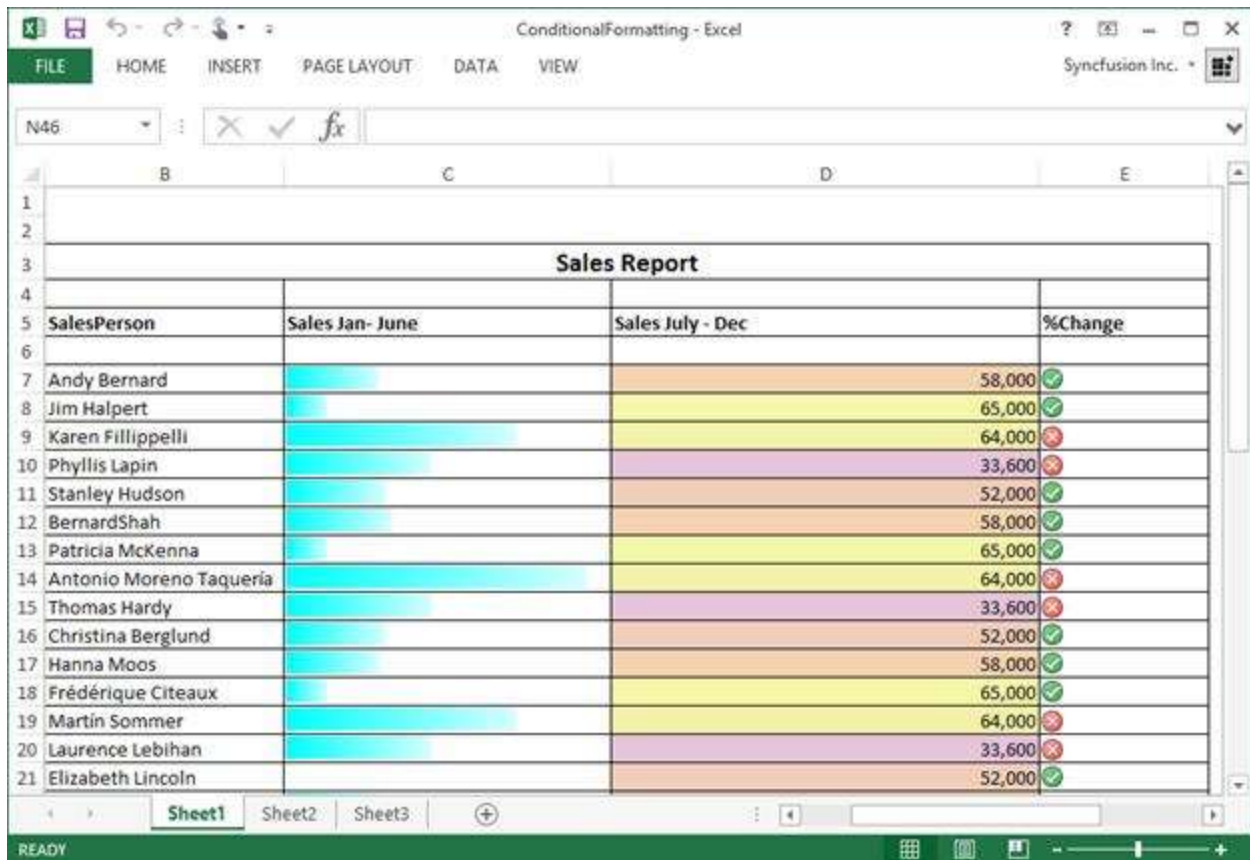 ConditionalFormatting - Excel
?
FILE HOME INSERT PAGE LAYOUT DATA VIEW Syncfusion Inc.
N46 fx
B C D E
1
2
3 Sales Report
4
5 SalesPerson Sales Jan- June Sales July - Dec %Change
6
7 Andy Bernard 58,000
8 Jim Halpert 65,000
9 Karen Fillippelli 64,000
10 Phyllis Lapin 33,600
11 Stanley Hudson 52,000
12 BernardShah 58,000
13 Patricia McKenna 65,000
14 Antonio Moreno Taquería 64,000
15 Thomas Hardy 33,600
16 Christina Berglund 52,000
17 Hanna Moos 58,000
18 Frédérique Citeaux 65,000
19 Martín Sommer 64,000
20 Laurence Lebihan 33,600
21 Elizabeth Lincoln 52,000
Sheet1 Sheet2 Sheet3
READY